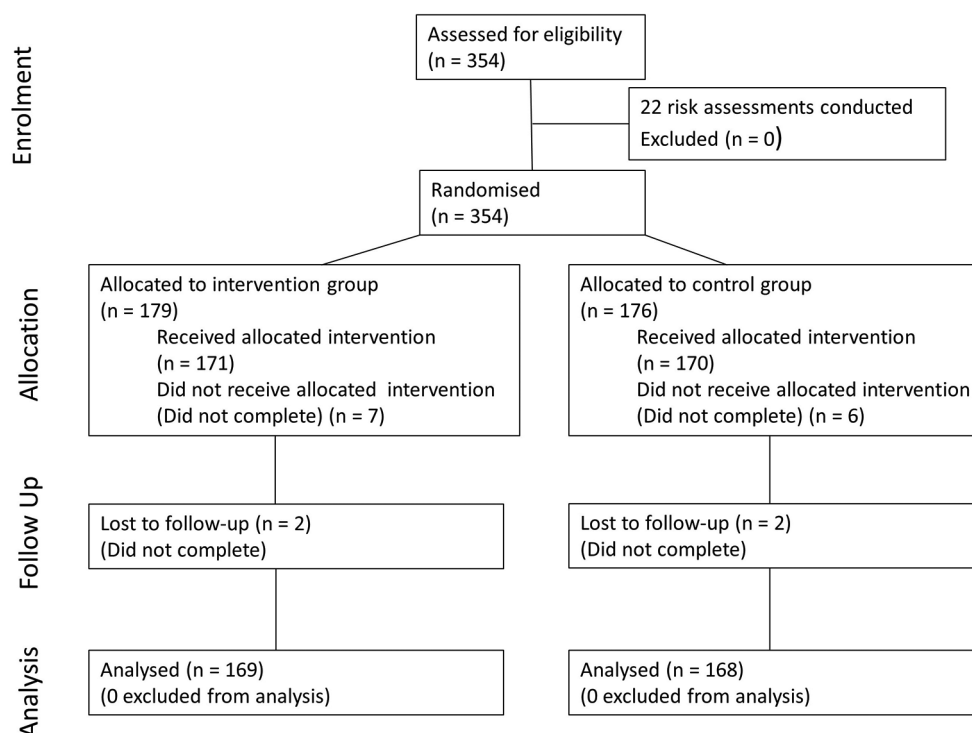 Enrolment
Assessed for eligibility
(n = 354)
22 risk assessments conducted
Excluded (n = 0)
Randomised
(n = 354)
Allocation
Allocated to intervention group
(n = 179)
Received allocated intervention
(n = 171)
Did not receive allocated  intervention
(Did not complete) (n = 7)
Allocated to control group
(n = 176)
Received allocated intervention
(n = 170)
Did not receive allocated intervention
(Did not complete) (n = 6)
Follow Up
Lost to follow-up (n = 2)
(Did not complete)
Lost to follow-up (n = 2)
(Did not complete)
Analysis
Analysed (n = 169)
(0 excluded from analysis)
Analysed (n = 168)
(0 excluded from analysis)